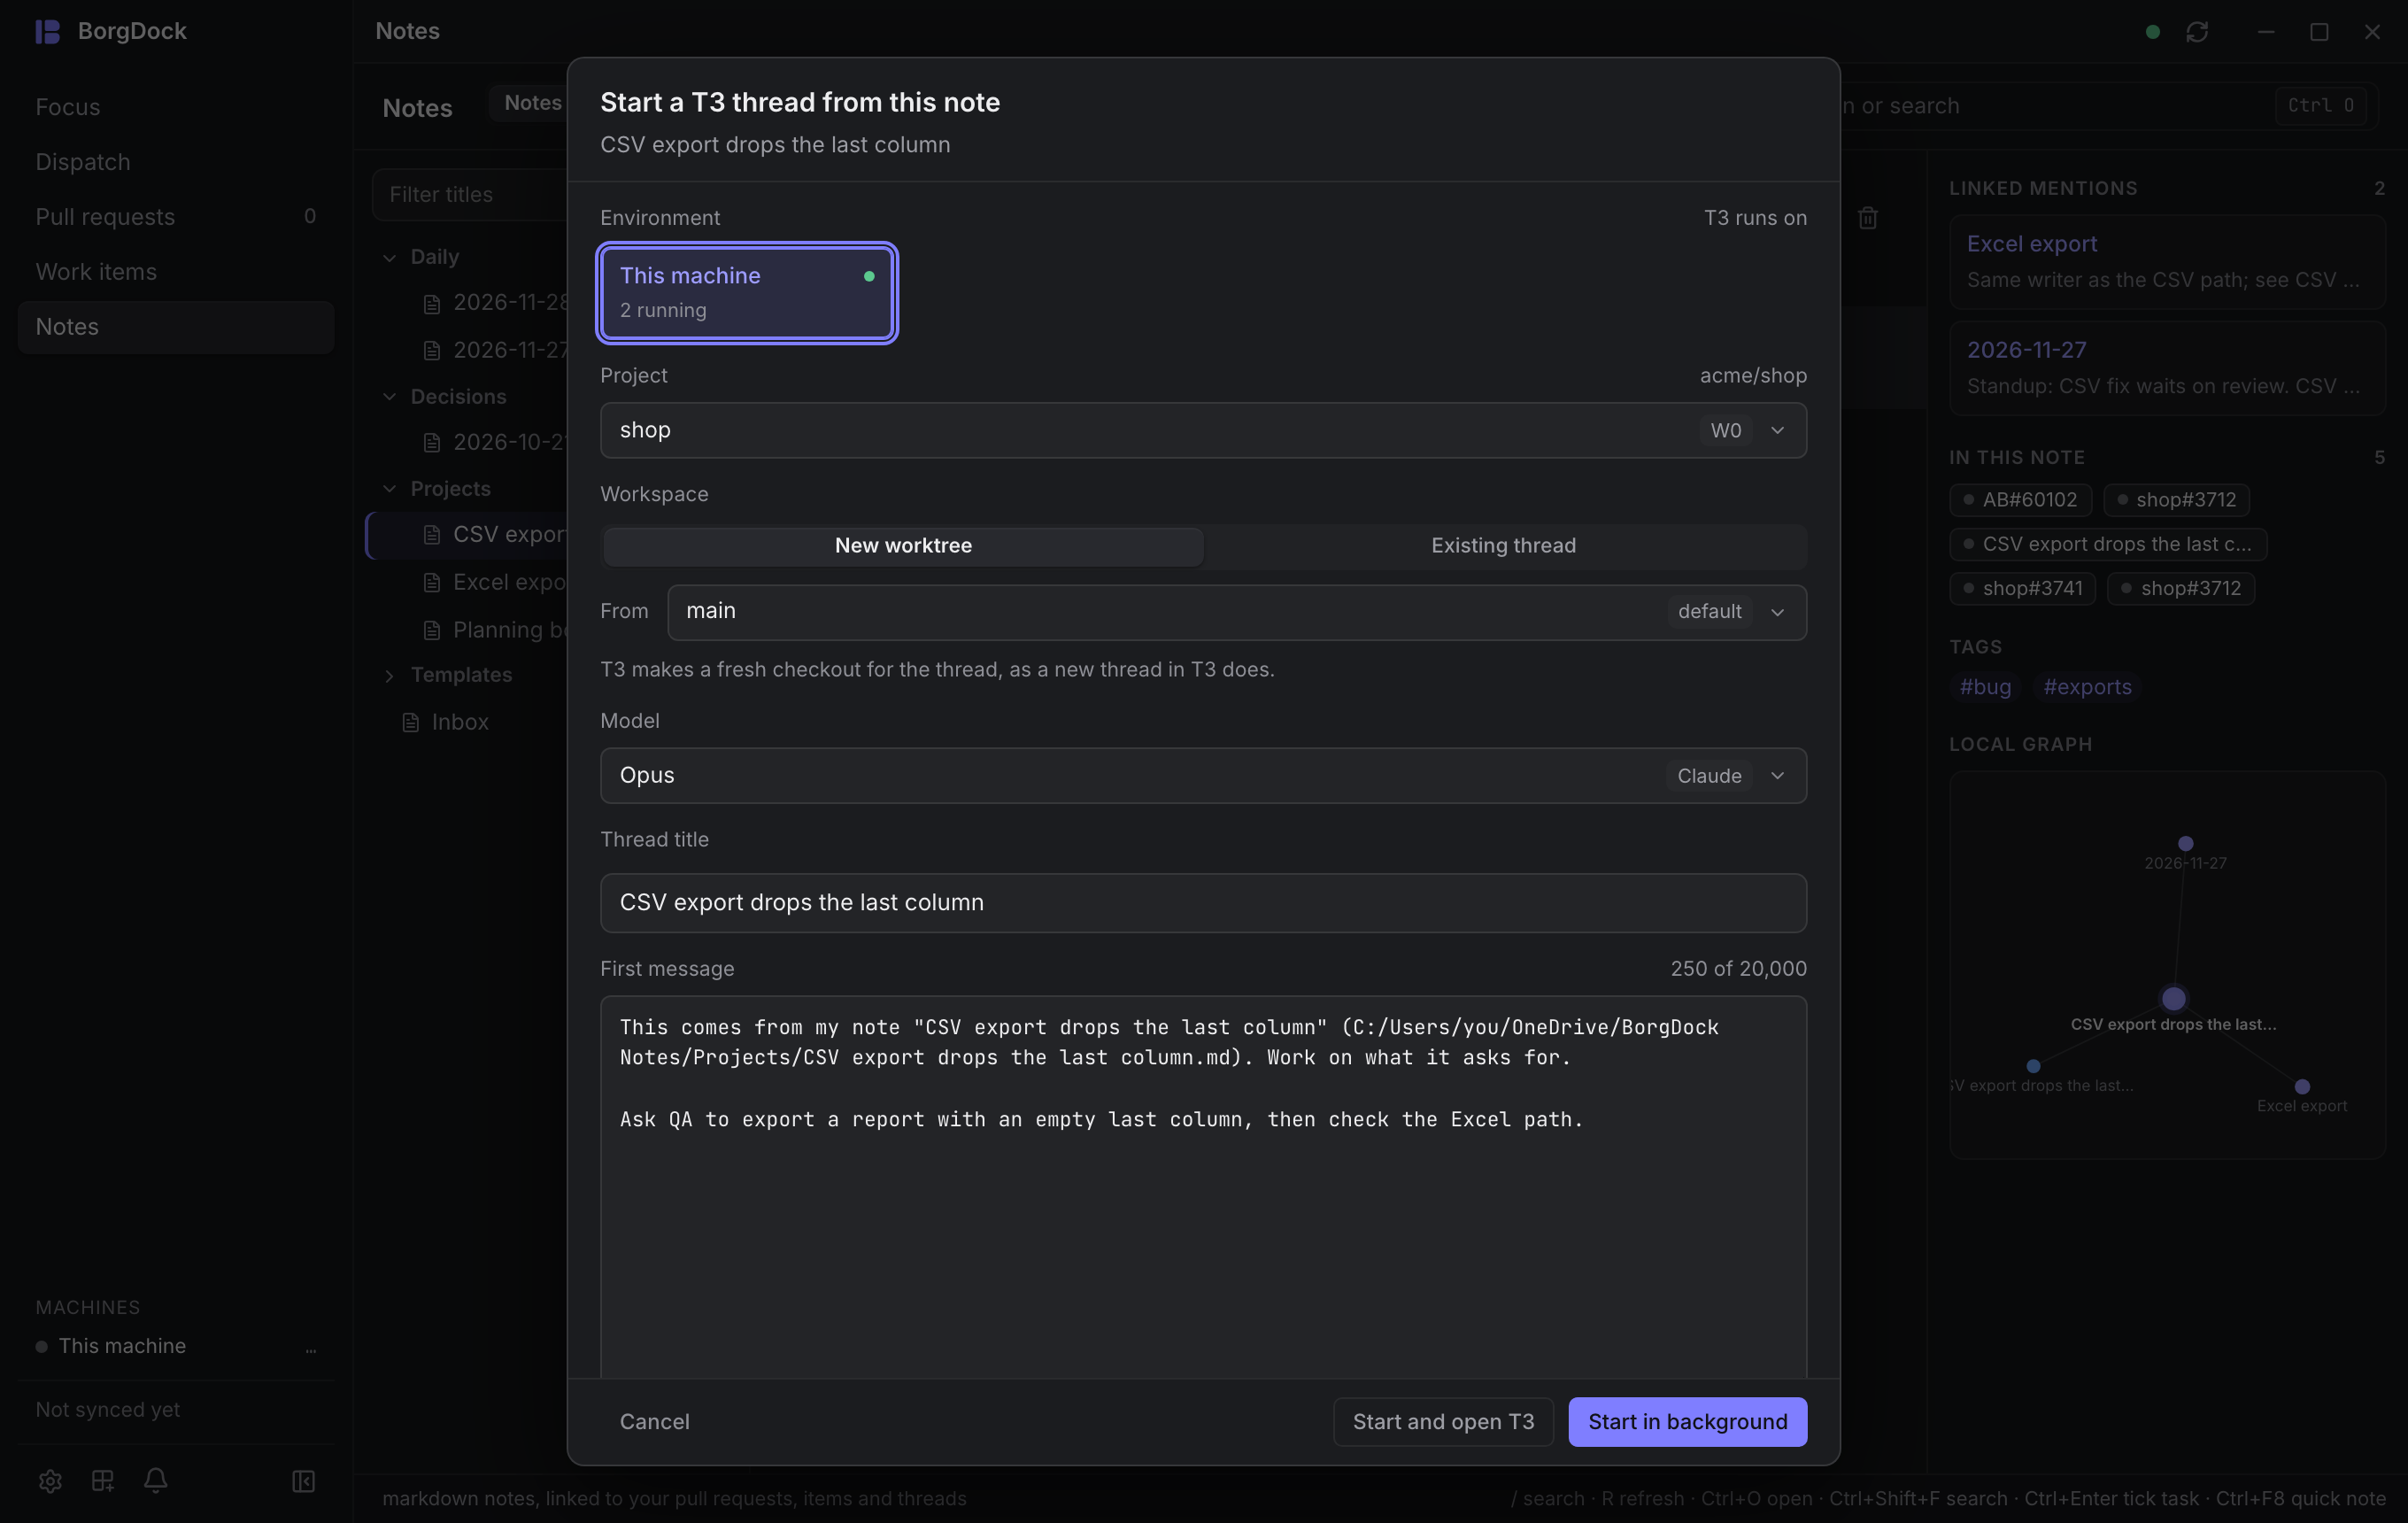 BorgDock
Notes
Focus
Dispatch
Pull requests 0
Work items
Notes
MACHINES
This machine ...
Not synced yet
Notes Notes
n or search Ctrl O
Filter titles
Daily
2026-11-28
2026-11-27
Decisions
2026-10-2
Projects
CSV expor
Excel expo
Planning b
Templates
Inbox
Start a T3 thread from this note
CSV export drops the last column
Environment T3 runs on
This machine
2 running
Project acme/shop
shop W0
Workspace
New worktree Existing thread
From main default
T3 makes a fresh checkout for the thread, as a new thread in T3 does.
Model
Opus Claude
Thread title
CSV export drops the last column
First message 250 of 20,000
This comes from my note "CSV export drops the last column" (C:/Users/you/OneDrive/BorgDock
Notes/Projects/CSV export drops the last column.md). Work on what it asks for.
Ask QA to export a report with an empty last column, then check the Excel path.
Cancel Start and open T3 Start in background
LINKED MENTIONS 2
Excel export
Same writer as the CSV path; see CSV ...
2026-11-27
Standup: CSV fix waits on review. CSV ...
IN THIS NOTE 5
AB#60102 shop#3712
CSV export drops the last c...
shop#3741 shop#3712
TAGS
#bug #exports
LOCAL GRAPH
2026-11-27
CSV export drops the last...
SV export drops the last...
Excel export
markdown notes, linked to your pull requests, items and threads
/ search · R refresh · Ctrl+O open · Ctrl+Shift+F search · Ctrl+Enter tick task · Ctrl+F8 quick note